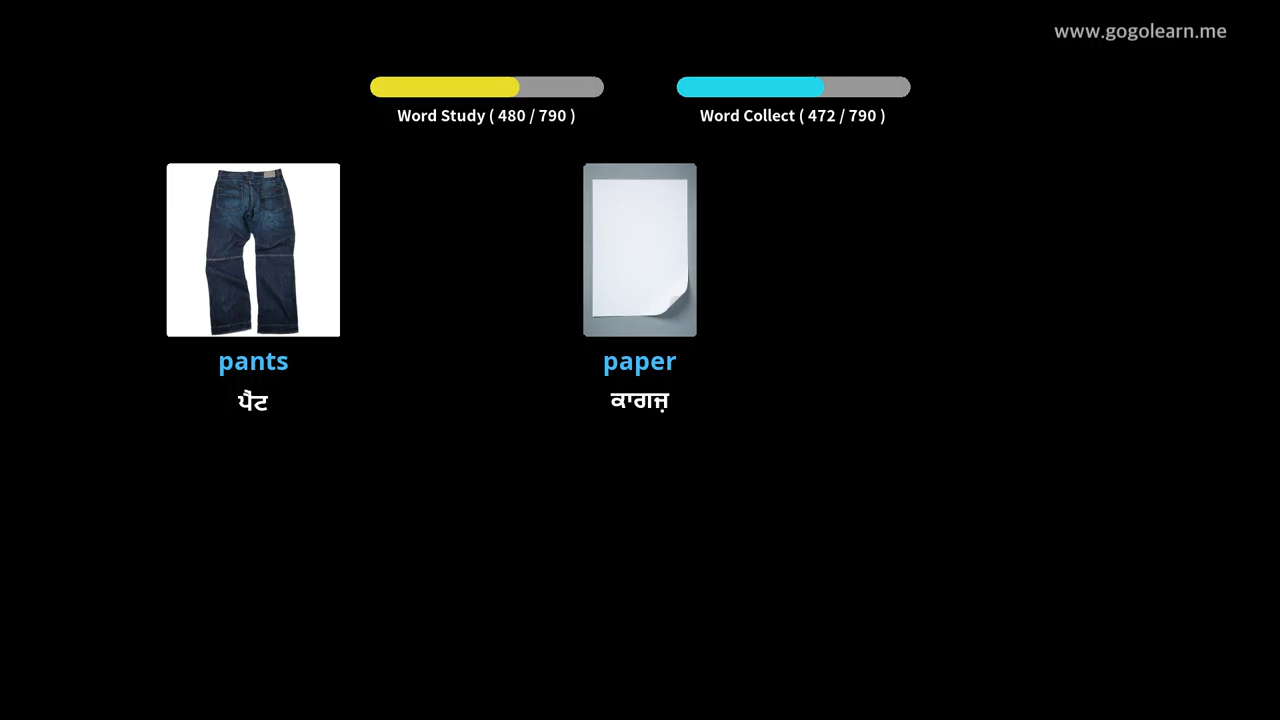 www.gogolearn.me
Word Study ( 480 / 790 )
Word Collect ( 472 / 790 )
pants
paper
ਪੈਂਟ
ਕਾਗਜ਼